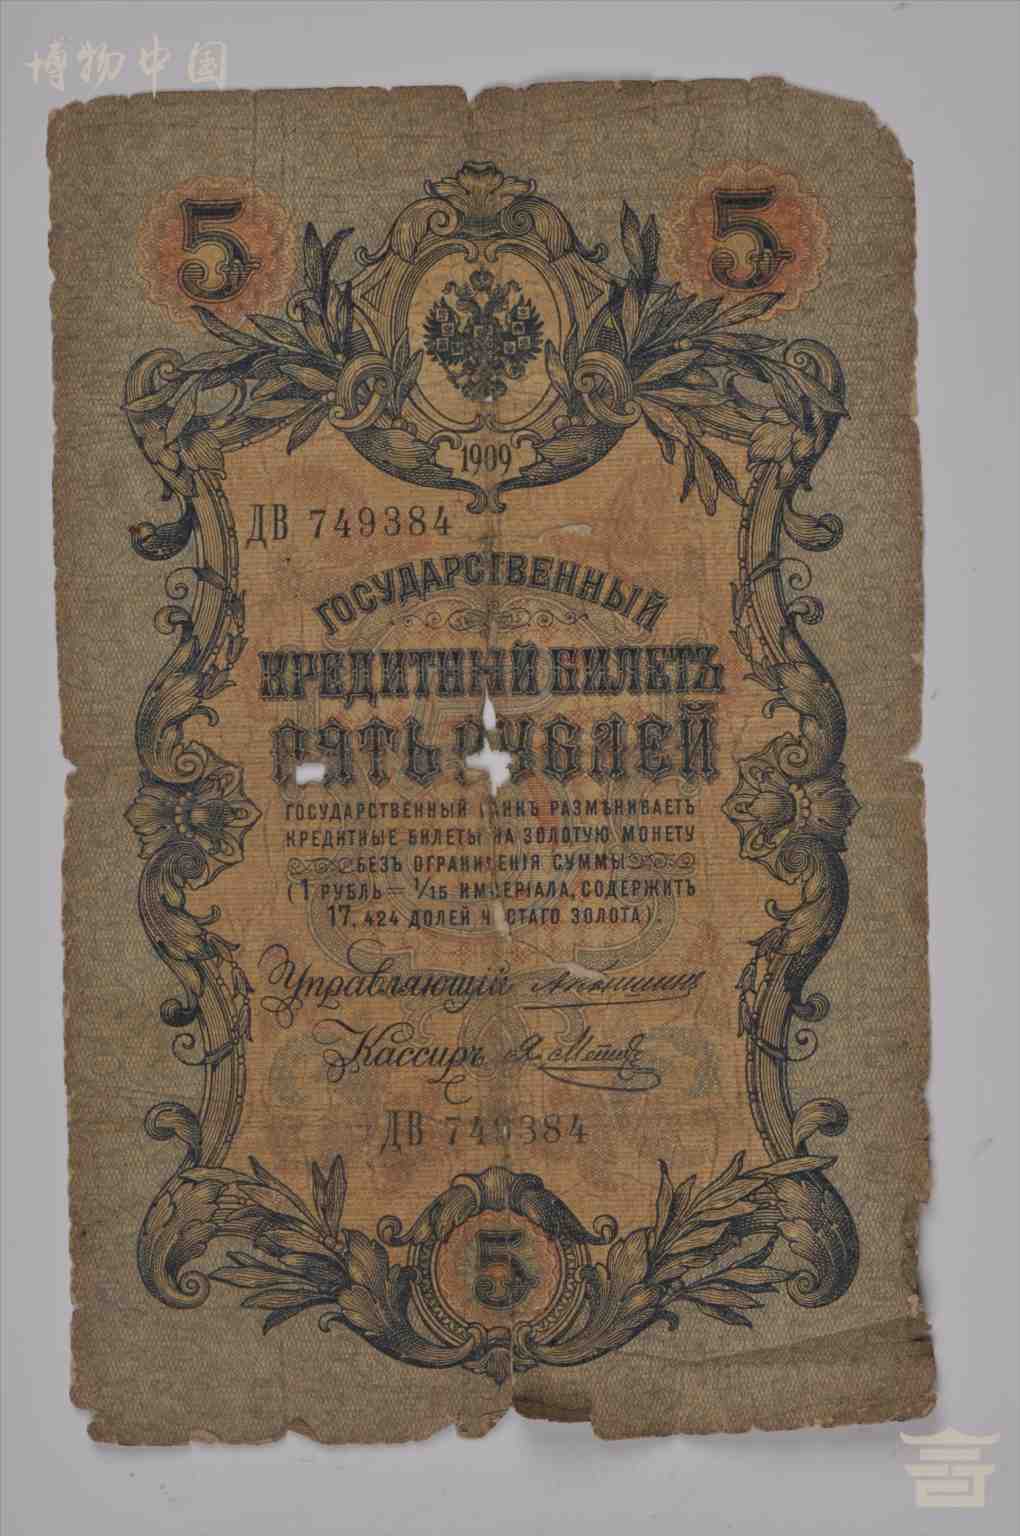 博物中国
5 5
1909
ДВ 749384
ГОСУДАРСТВЕННЫЙ
КРЕДИТНЫЙ БИЛЕТЪ
ПЯТЬ РУБЛЕЙ
ГОСУДАРСТВЕННЫЙ БАНКЪ РАЗМѢНИВАЕТЪ
КРЕДИТНЫЕ БИЛЕТЫ НА ЗОЛОТУЮ МОНЕТУ
БЕЗЪ ОГРАНИЧЕНІЯ СУММЫ
(1 РУБЛЬ = 1/15 ИМПЕРІАЛА, СОДЕРЖИТЪ
17,424 ДОЛЕЙ ЧИСТАГО ЗОЛОТА).
Управляющій
Кассиръ
ДВ 749384
5